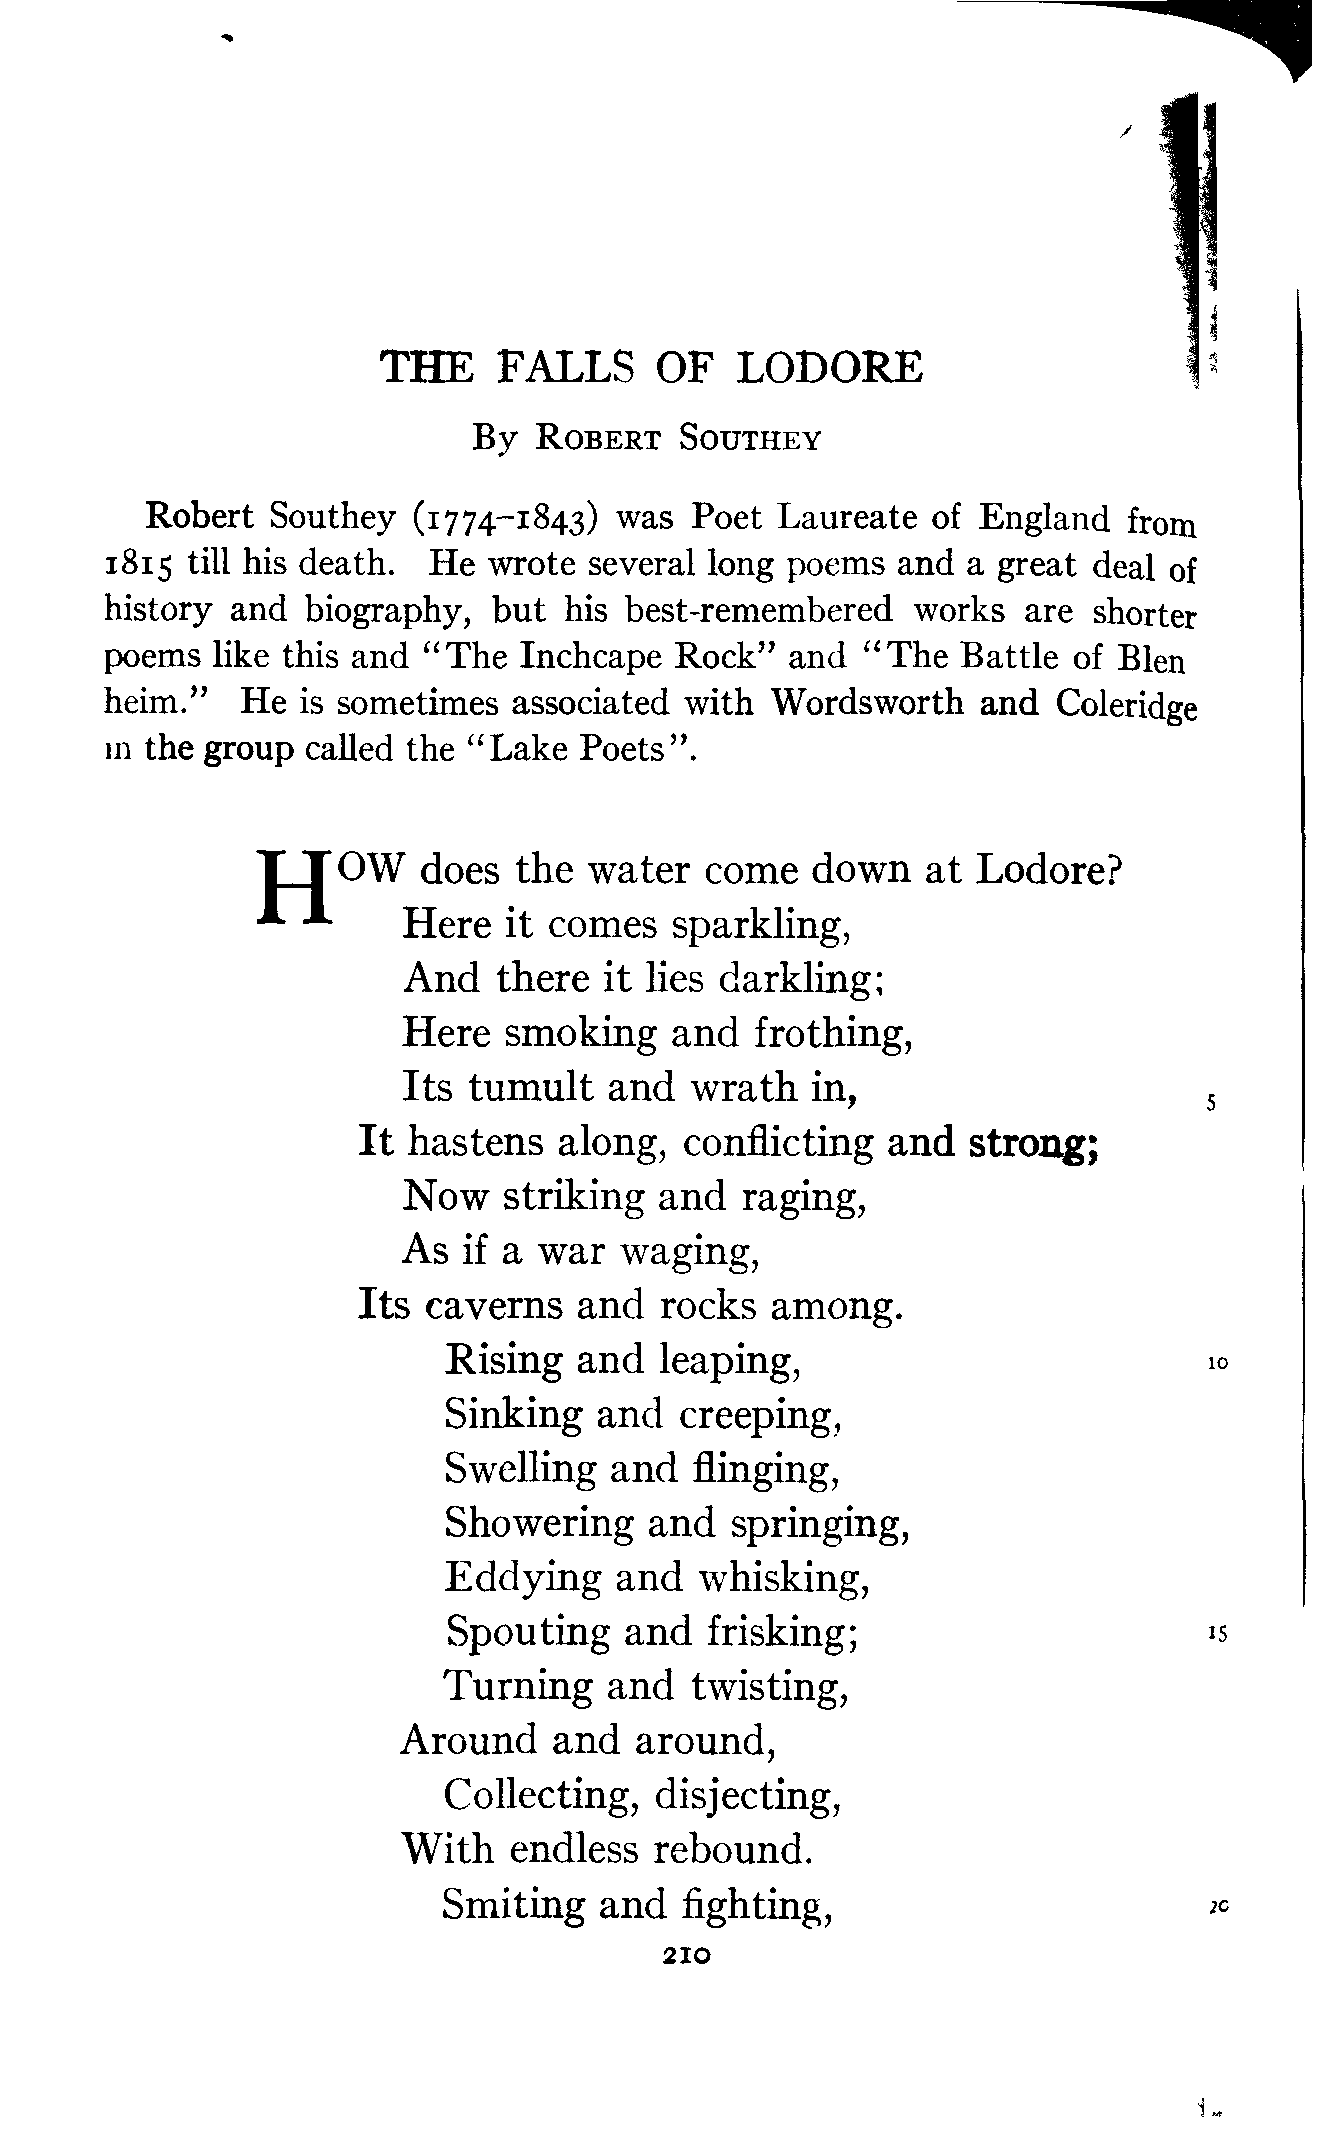 THE FALLS OF LODORE
By ROBERT SOUTHEY
Robert Southey (1774–1843) was Poet Laureate of England from
1815 till his death. He wrote several long poems and a great deal of
history and biography, but his best-remembered works are shorter
poems like this and “The Inchcape Rock” and “The Battle of Blen
heim.” He is sometimes associated with Wordsworth and Coleridge
in the group called the “Lake Poets”.
HOW does the water come down at Lodore?
Here it comes sparkling,
And there it lies darkling;
Here smoking and frothing,
Its tumult and wrath in, 5
It hastens along, conflicting and strong;
Now striking and raging,
As if a war waging,
Its caverns and rocks among.
Rising and leaping, 10
Sinking and creeping,
Swelling and flinging,
Showering and springing,
Eddying and whisking,
Spouting and frisking; 15
Turning and twisting,
Around and around,
Collecting, disjecting,
With endless rebound.
Smiting and fighting, 20
210